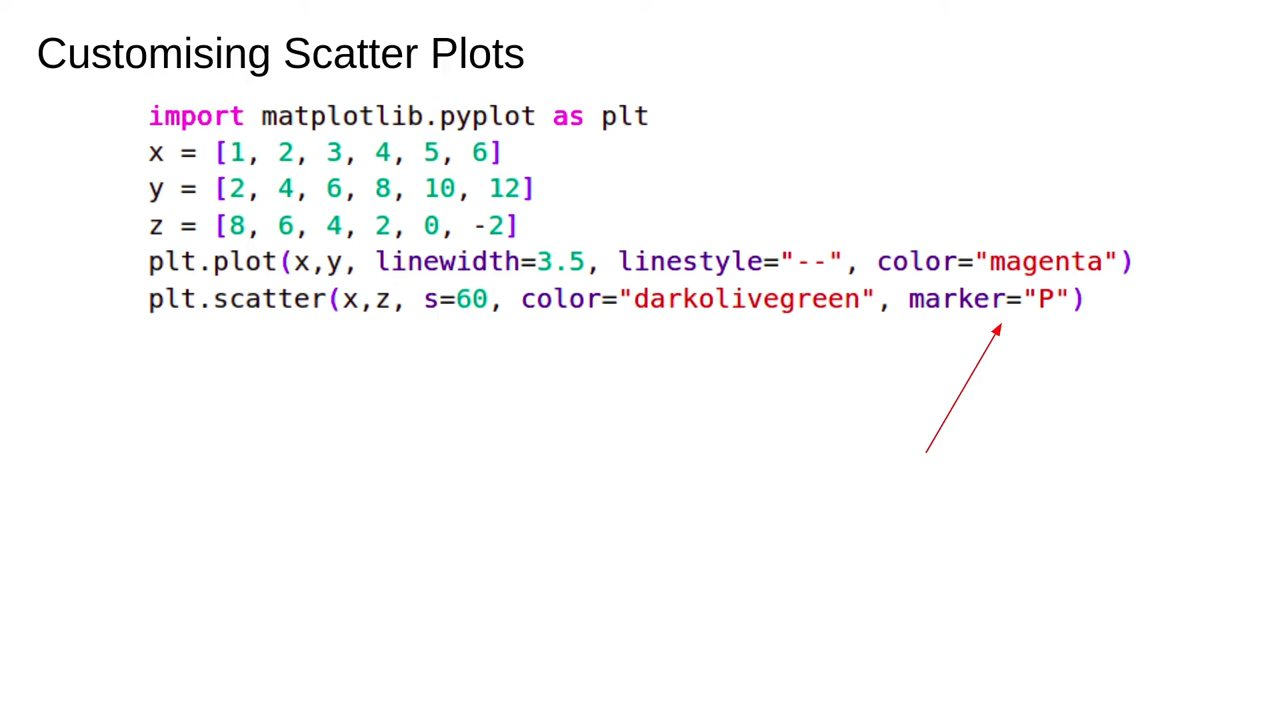 Customising Scatter Plots
import matplotlib.pyplot as plt
x = [1, 2, 3, 4, 5, 6]
y = [2, 4, 6, 8, 10, 12]
z = [8, 6, 4, 2, 0, -2]
plt.plot(x,y, linewidth=3.5, linestyle="--", color="magenta")
plt.scatter(x,z, s=60, color="darkolivegreen", marker="P")